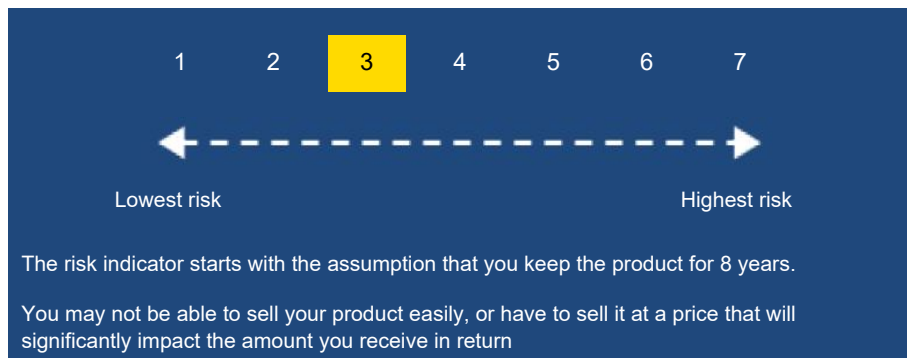 1 2 3 4 5 6 7
Lowest risk Highest risk
The risk indicator starts with the assumption that you keep the product for 8 years.
You may not be able to sell your product easily, or have to sell it at a price that will
significantly impact the amount you receive in return